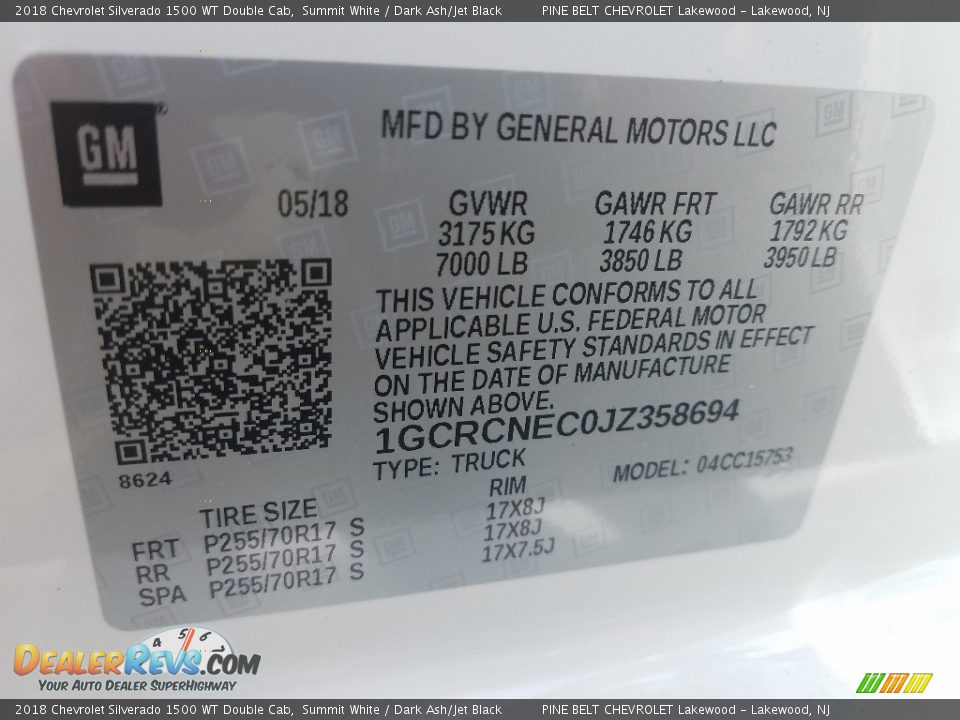 2018 Chevrolet Silverado 1500 WT Double Cab, Summit White / Dark Ash/Jet Black PINE BELT CHEVROLET Lakewood – Lakewood, NJ
GM®
MFD BY GENERAL MOTORS LLC
05/18 GVWR GAWR FRT GAWR RR
3175 KG 1746 KG 1792 KG
7000 LB 3850 LB 3950 LB
THIS VEHICLE CONFORMS TO ALL
APPLICABLE U.S. FEDERAL MOTOR
VEHICLE SAFETY STANDARDS IN EFFECT
ON THE DATE OF MANUFACTURE
SHOWN ABOVE.
1GCRCNEC0JZ358694
8624
TYPE: TRUCK MODEL: 04CC15753
TIRE SIZE RIM
FRT P255/70R17 S 17X8J
RR P255/70R17 S 17X8J
SPA P255/70R17 S 17X7.5J
4 5 6 7
DEALERREVS.COM
YOUR AUTO DEALER SUPERHIGHWAY
2018 Chevrolet Silverado 1500 WT Double Cab, Summit White / Dark Ash/Jet Black PINE BELT CHEVROLET Lakewood – Lakewood, NJ